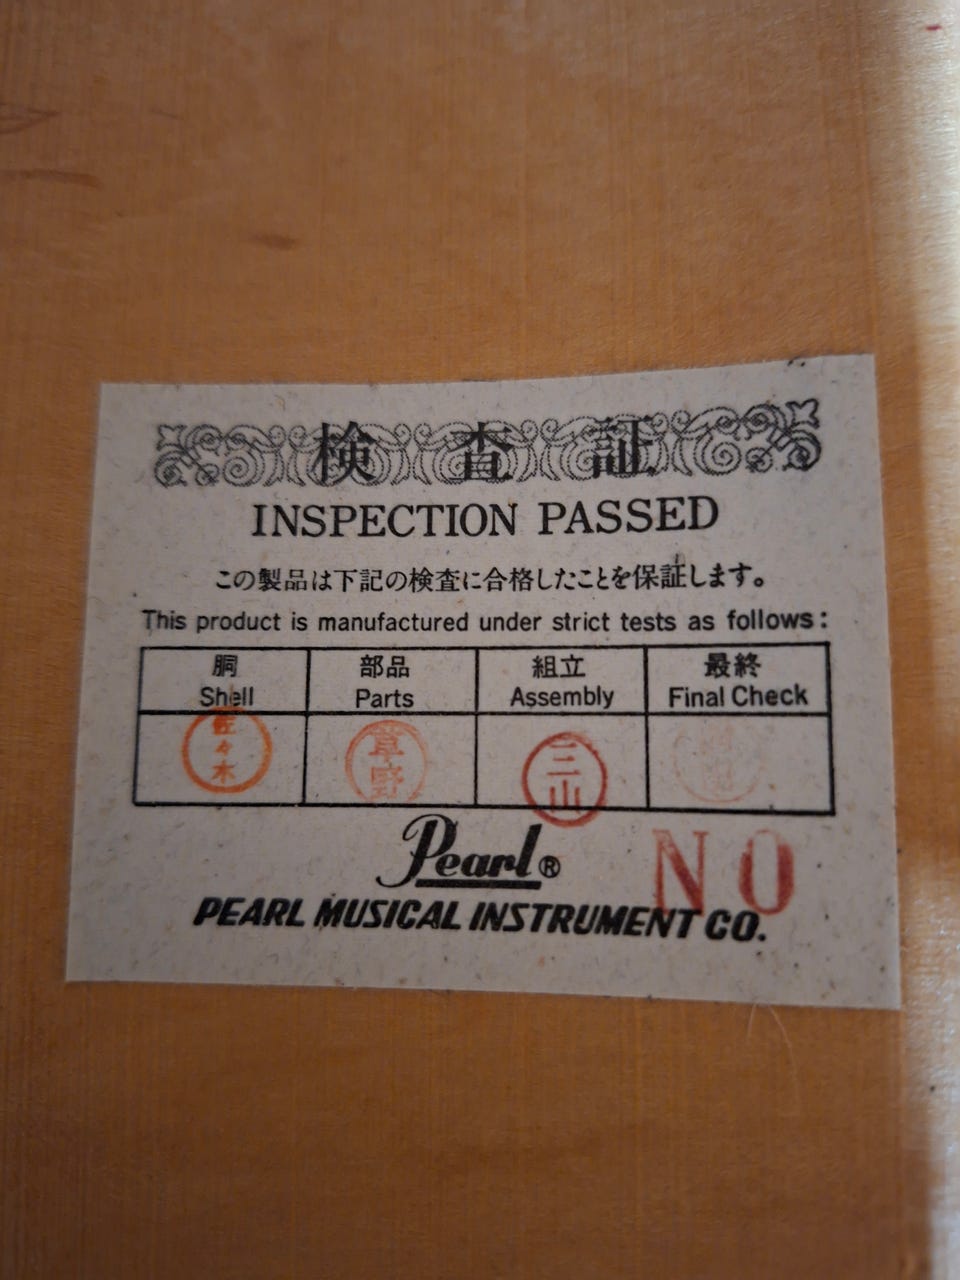 検査証
INSPECTION PASSED
この製品は下記の検査に合格したことを保証します。
This product is manufactured under strict tests as follows:
胴 部品 組立 最終
Shell Parts Assembly Final Check
佐々木 草野 三山
Pearl®
NO
PEARL MUSICAL INSTRUMENT CO.